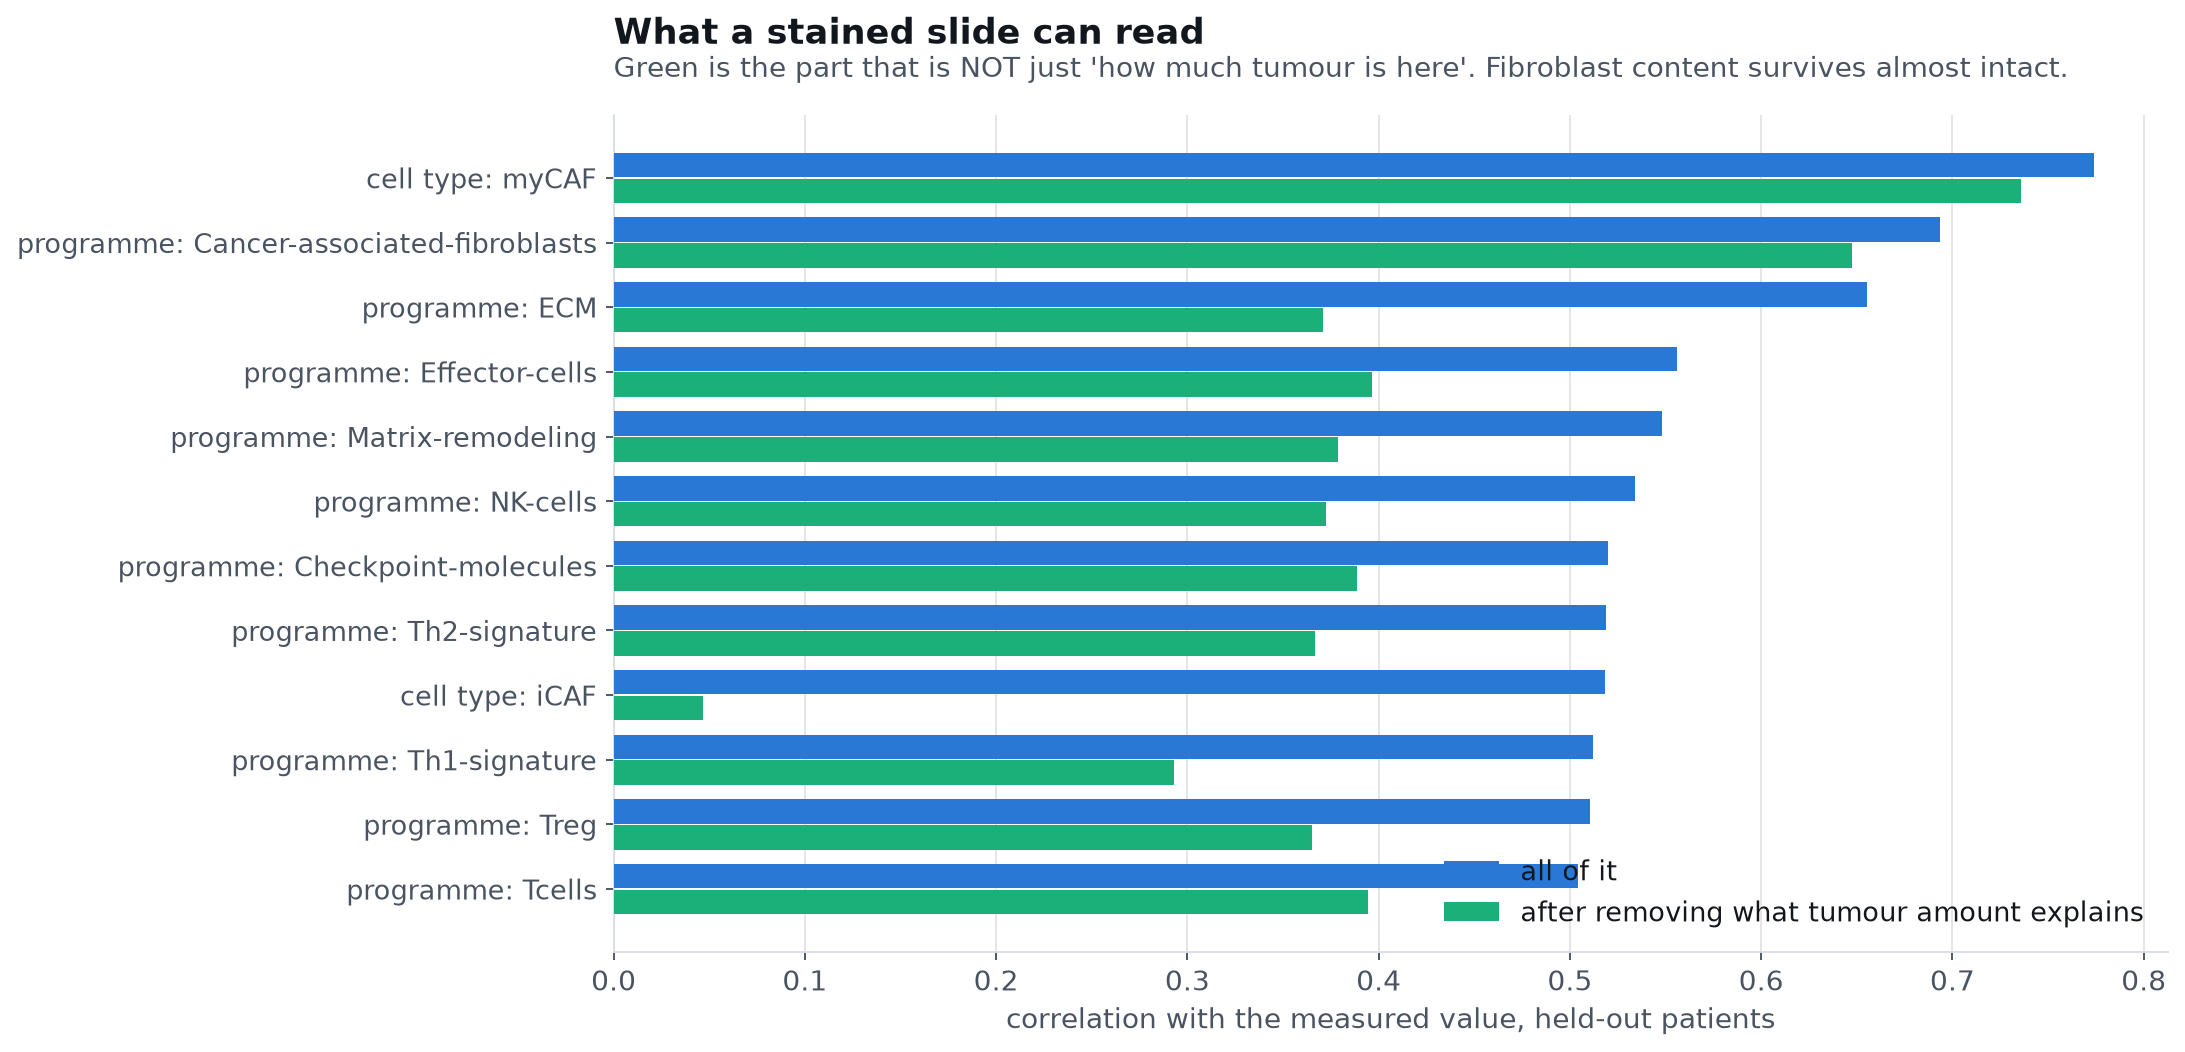 What a stained slide can read
Green is the part that is NOT just 'how much tumour is here'. Fibroblast content survives almost intact.
cell type: myCAF
programme: Cancer-associated-fibroblasts
programme: ECM
programme: Effector-cells
programme: Matrix-remodeling
programme: NK-cells
programme: Checkpoint-molecules
programme: Th2-signature
cell type: iCAF
programme: Th1-signature
programme: Treg
programme: Tcells
all of it
after removing what tumour amount explains
0.0 0.1 0.2 0.3 0.4 0.5 0.6 0.7 0.8
correlation with the measured value, held-out patients